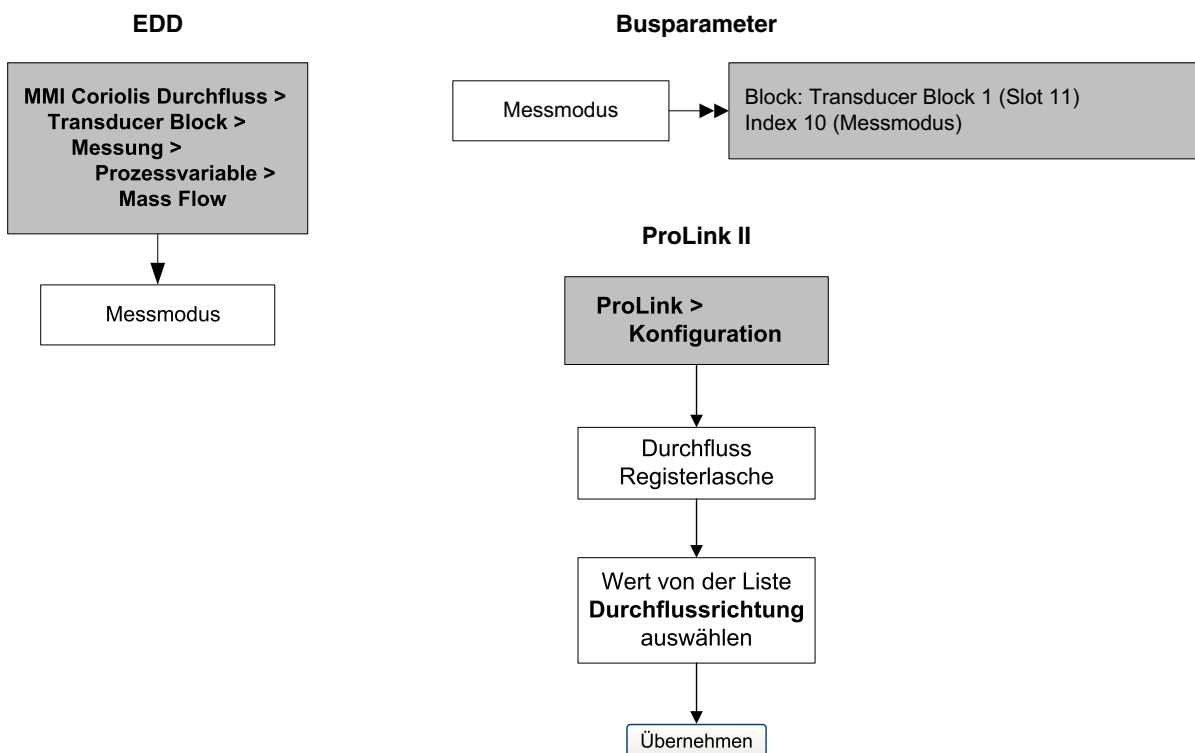 EDD
MMI Coriolis Durchfluss >
Transducer Block >
Messung >
Prozessvariable >
Mass Flow
Messmodus
Busparameter
Messmodus
Block: Transducer Block 1 (Slot 11)
Index 10 (Messmodus)
ProLink II
ProLink >
Konfiguration
Durchfluss
Registerlasche
Wert von der Liste
Durchflussrichtung
auswählen
Übernehmen